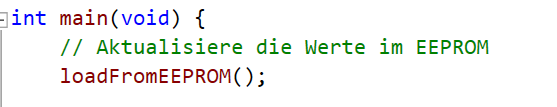 int main(void) {
// Aktualisiere die Werte im EEPROM
loadFromEEPROM();